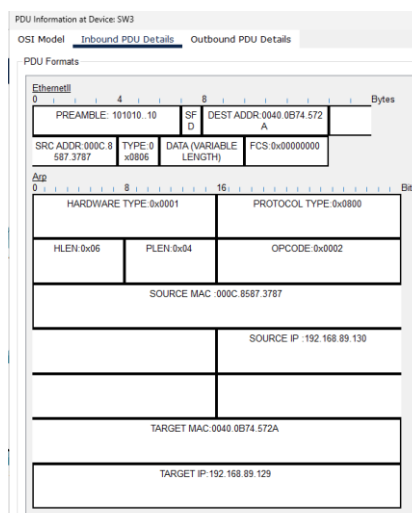 PDU Information at Device: SW3
OSI Model Inbound PDU Details Outbound PDU Details
PDU Formats
EthernetII
0 4 8 Bytes
PREAMBLE: 101010..10 SF D DEST ADDR:0040.0B74.572 A
SRC ADDR:000C.8 587.3787 TYPE:0 x0806 DATA (VARIABLE LENGTH) FCS:0x00000000
Arp
0 8 16 Bit
HARDWARE TYPE:0x0001 PROTOCOL TYPE:0x0800
HLEN:0x06 PLEN:0x04 OPCODE:0x0002
SOURCE MAC :000C.8587.3787
SOURCE IP :192.168.89.130
TARGET MAC:0040.0B74.572A
TARGET IP:192.168.89.129